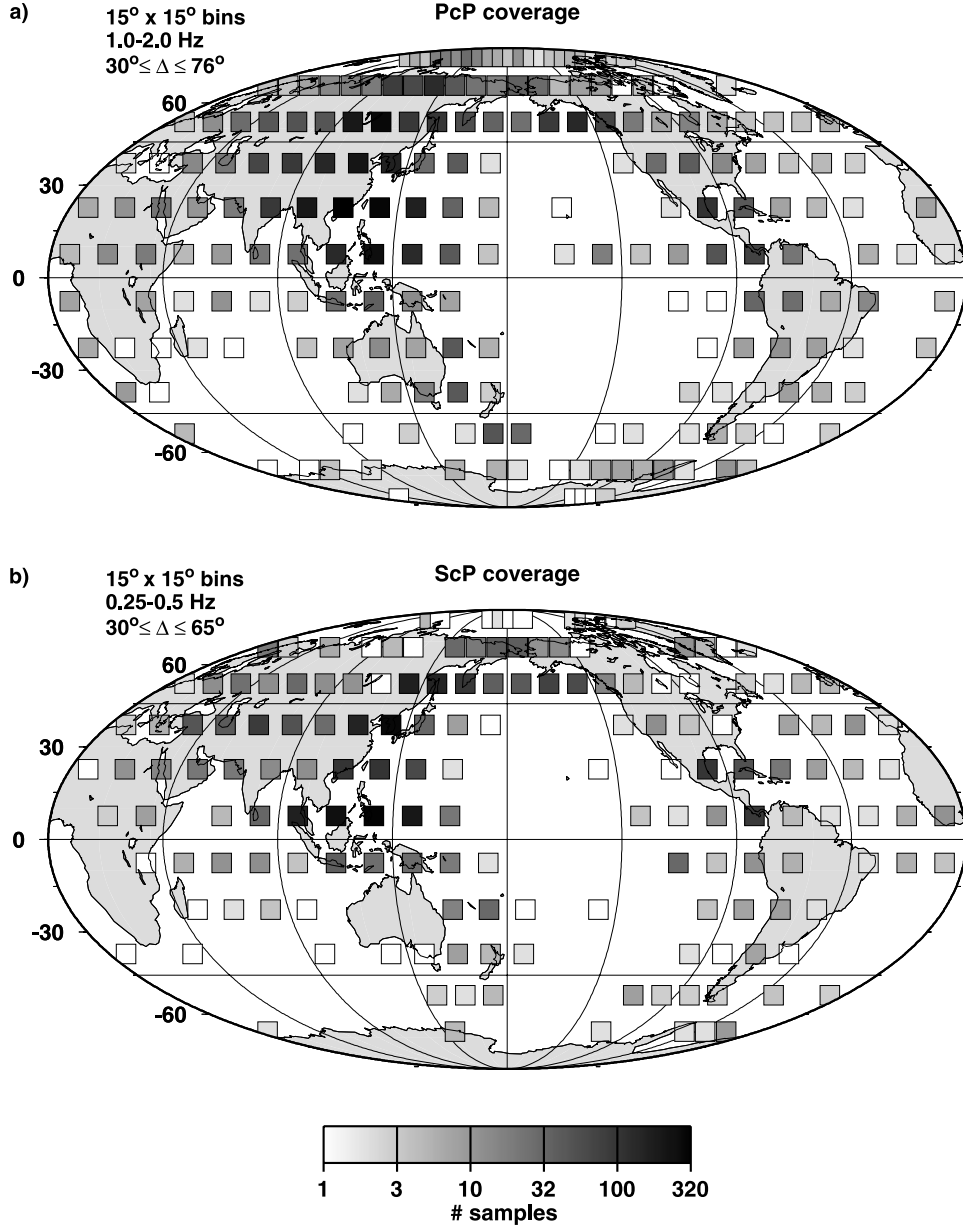 a)
PcP coverage
15° x 15° bins
1.0-2.0 Hz
30° ≤ Δ ≤ 76°
60
30
0
-30
-60
b)
ScP coverage
15° x 15° bins
0.25-0.5 Hz
30° ≤ Δ ≤ 65°
60
30
0
-30
-60
1 3 10 32 100 320
# samples